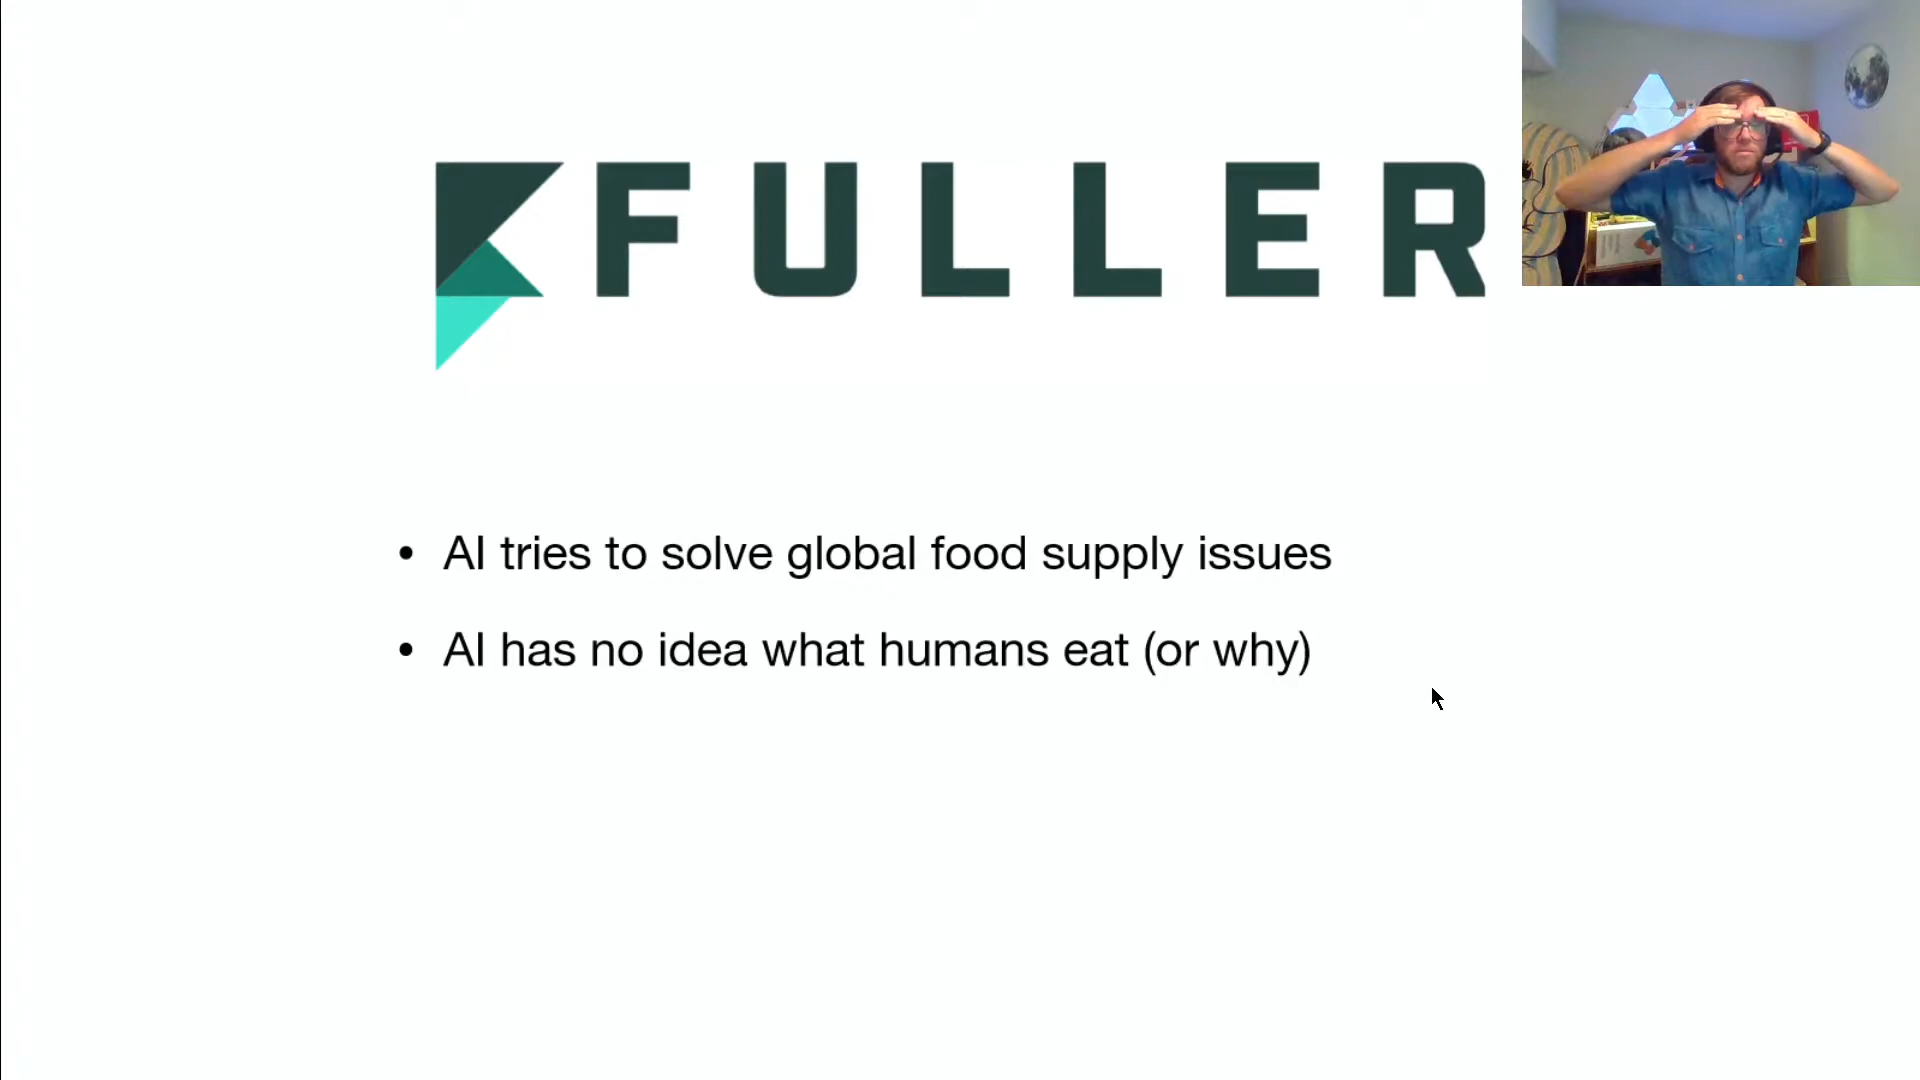 FULLER
• AI tries to solve global food supply issues
• AI has no idea what humans eat (or why)